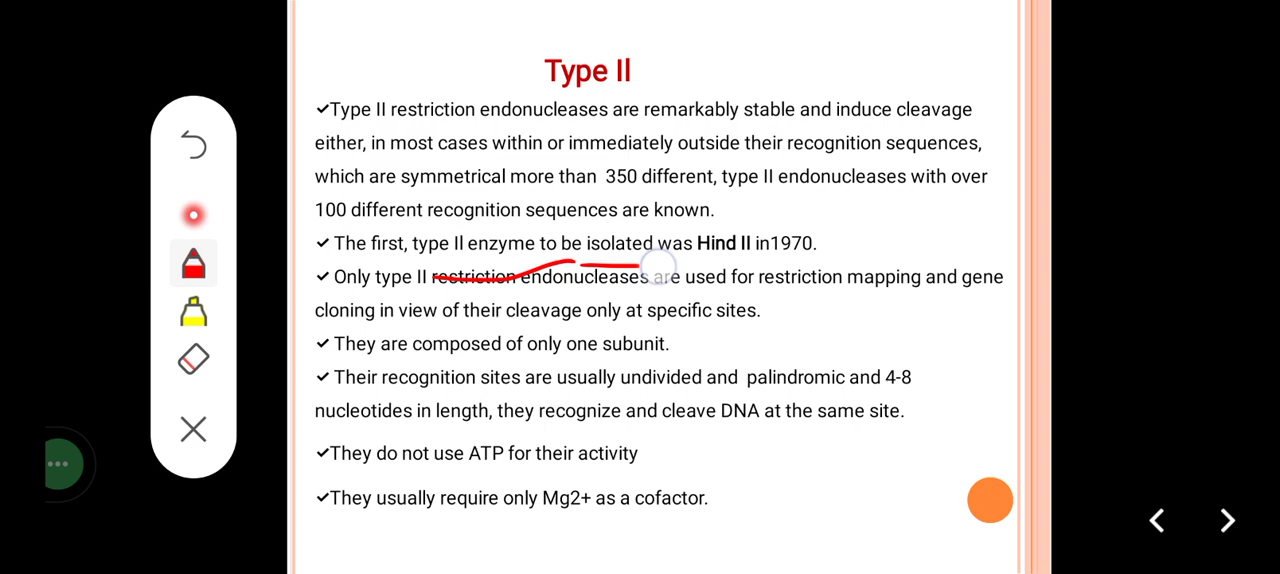 Type Il
✓Type II restriction endonucleases are remarkably stable and induce cleavage
either, in most cases within or immediately outside their recognition sequences,
which are symmetrical more than 350 different, type II endonucleases with over
100 different recognition sequences are known.
✓ The first, type Il enzyme to be isolated was Hind II in1970.
✓ Only type II restriction endonucleases are used for restriction mapping and gene
cloning in view of their cleavage only at specific sites.
✓ They are composed of only one subunit.
✓ Their recognition sites are usually undivided and palindromic and 4-8
nucleotides in length, they recognize and cleave DNA at the same site.
✓They do not use ATP for their activity
✓They usually require only Mg2+ as a cofactor.